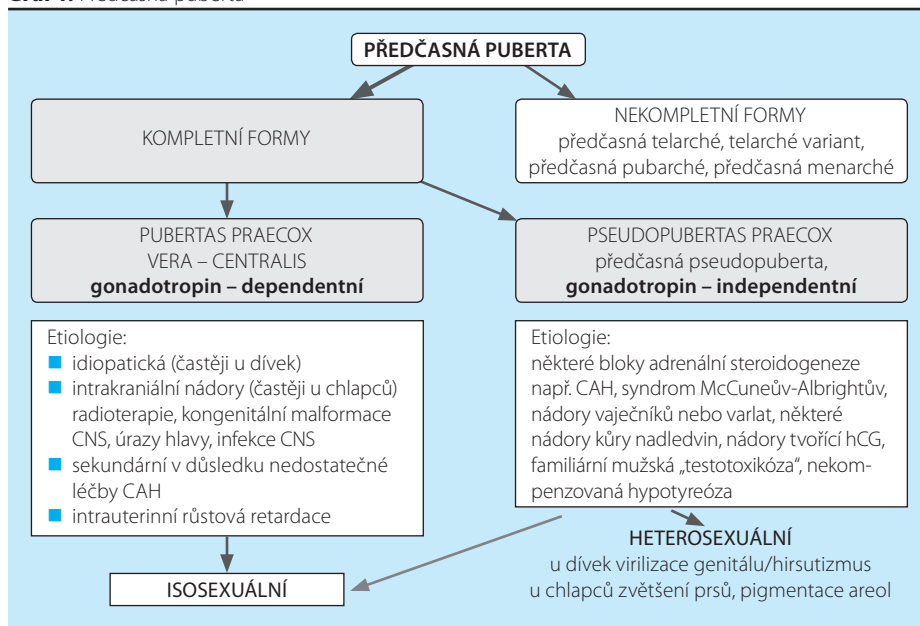 PŘEDČASNÁ PUBERTA
KOMPLETNÍ FORMY
NEKOMPLETNÍ FORMY
předčasná telarché, telarché variant,
předčasná pubarché, předčasná menarché
PUBERTAS PRAECOX
VERA – CENTRALIS
gonadotropin – dependentní
PSEUDOPUBERTAS PRAECOX
předčasná pseudopuberta,
gonadotropin – independentní
Etiologie:
idiopatická (častěji u dívek)
intrakraniální nádory (častěji u chlapců)
radioterapie, kongenitální malformace
CNS, úrazy hlavy, infekce CNS
sekundární v důsledku nedostatečné
léčby CAH
intrauterinní růstová retardace
Etiologie:
některé bloky adrenální steroidogeneze
např. CAH, syndrom McCuneův-Albrightův,
nádory vaječníků nebo varlat, některé
nádory kůry nadledvin, nádory tvořící hCG,
familiární mužská „testotoxikóza“, nekom-
penzovaná hypotyreóza
ISOSEXUÁLNÍ
HETEROSEXUÁLNÍ
u dívek virilizace genitálu/hirsutizmus
u chlapců zvětšení prsů, pigmentace areol